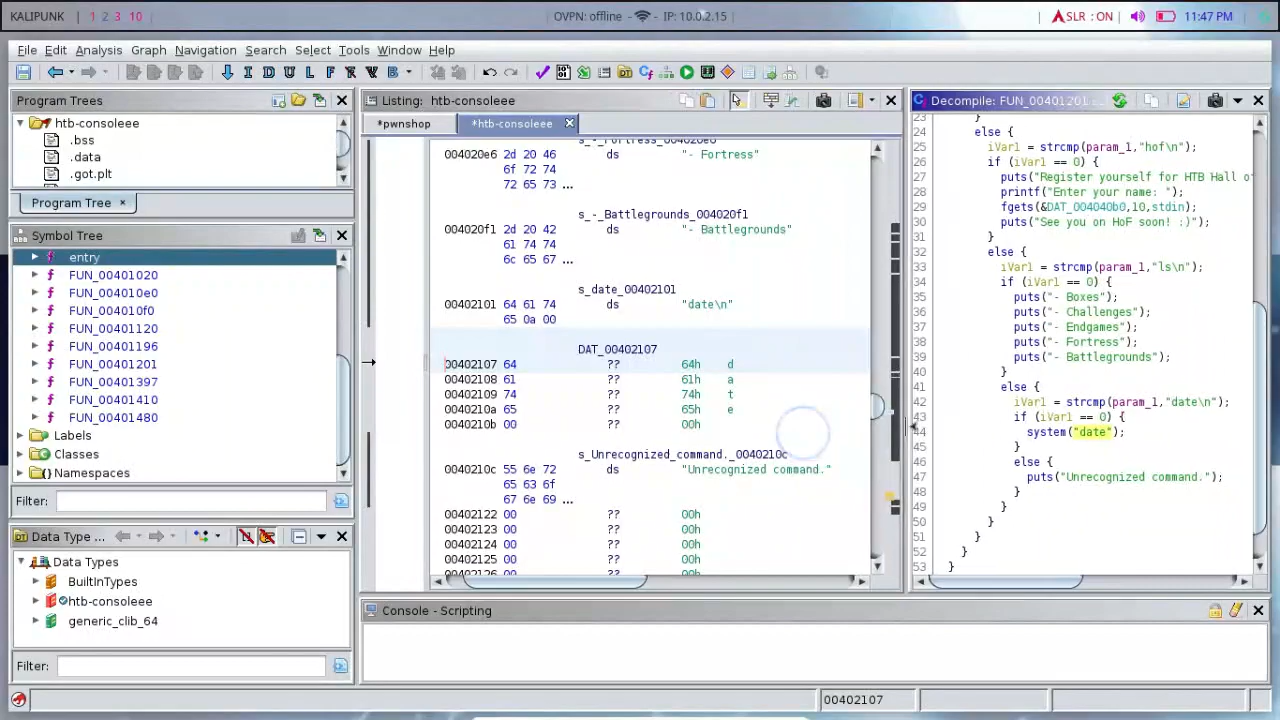 KALIPUNK 1 2 3 10 OVPN: offline - IP: 10.0.2.15 SLR : ON 11:47 PM
File Edit Analysis Graph Navigation Search Select Tools Window Help
I D U L F V B
Program Trees
htb-consoleee
.bss
.data
.got.plt
Program Tree ×
Symbol Tree
entry
FUN_00401020
FUN_004010e0
FUN_004010f0
FUN_00401120
FUN_00401196
FUN_00401201
FUN_00401397
FUN_00401410
FUN_00401480
Labels
Classes
Namespaces
Filter:
Data Type ...
Data Types
BuiltInTypes
htb-consoleee
generic_clib_64
Filter:
Listing: htb-consoleee
*pwnshop *htb-consoleee
s_-_Fortress_004020e6
004020e6 2d 20 46 ds "- Fortress"
6f 72 74
72 65 73 ...
s_-_Battlegrounds_004020f1
004020f1 2d 20 42 ds "- Battlegrounds"
61 74 74
6c 65 67
s_date_00402101
00402101 64 61 74 ds "date\n"
65 0a 00
DAT_00402107
00402107 64 ?? 64h d
00402108 61 ?? 61h a
00402109 74 ?? 74h t
0040210a 65 ?? 65h e
0040210b 00 ?? 00h
s_Unrecognized_command._0040210c
0040210c 55 6e 72 ds "Unrecognized command."
65 63 6f
67 6e 69 ...
00402122 00 ?? 00h
00402123 00 ?? 00h
00402124 00 ?? 00h
00402125 00 ?? 00h
00402126 00 ?? 00h
Decompile: FUN_00401201...
23 }
24 else {
25 iVar1 = strcmp(param_1,"hof\n");
26 if (iVar1 == 0) {
27 puts("Register yourself for HTB Hall of
28 printf("Enter your name: ");
29 fgets(&DAT_004040b0,10,stdin);
30 puts("See you on HoF soon! :)");
31 }
32 else {
33 iVar1 = strcmp(param_1,"ls\n");
34 if (iVar1 == 0) {
35 puts("- Boxes");
36 puts("- Challenges");
37 puts("- Endgames");
38 puts("- Fortress");
39 puts("- Battlegrounds");
40 }
41 else {
42 iVar1 = strcmp(param_1,"date\n");
43 if (iVar1 == 0) {
44 system("date");
45 }
46 else {
47 puts("Unrecognized command.");
48 }
49 }
50 }
51 }
52 }
53 }
Console - Scripting
00402107